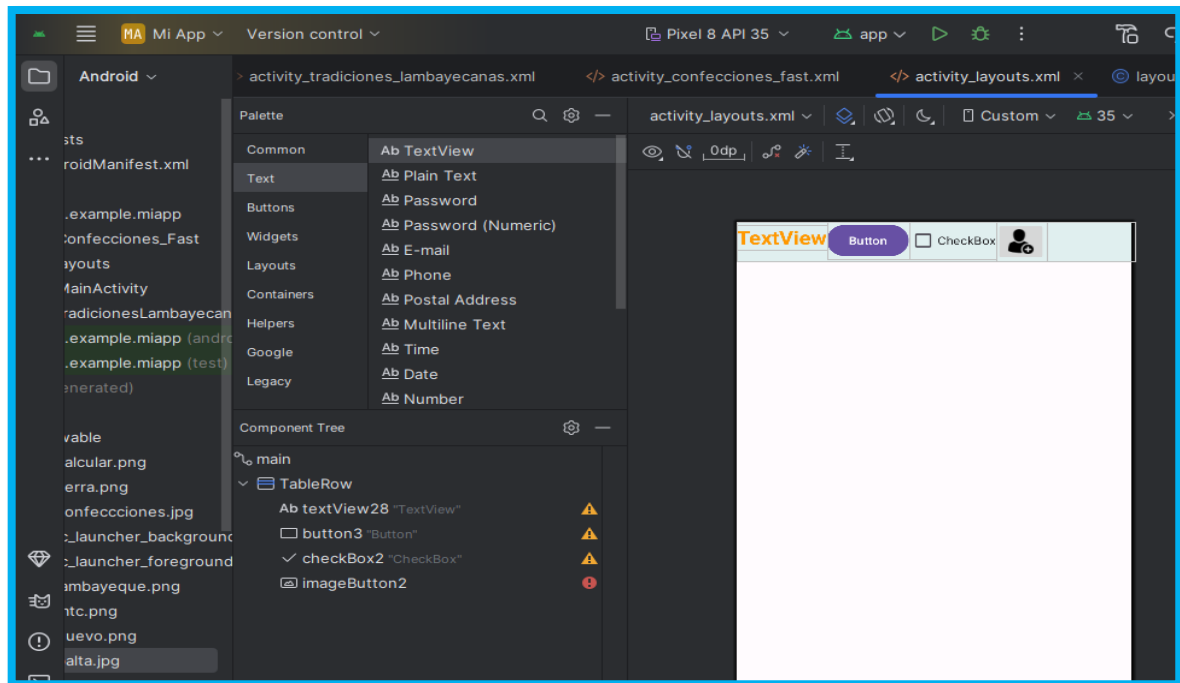 MA Mi App Version control Pixel 8 API 35 app
Android
activity_tradiciones_lambayecanas.xml </> activity_confecciones_fast.xml </> activity_layouts.xml × © layou
sts
roidManifest.xml
.example.miapp
Confecciones_Fast
ayouts
MainActivity
radicionesLambayecan
.example.miapp (andro
.example.miapp (test)
enerated)
vable
alcular.png
erra.png
onfeccciones.jpg
c_launcher_background
c_launcher_foreground
ambayeque.png
ntc.png
uevo.png
alta.jpg
Palette
Common
Text
Buttons
Widgets
Layouts
Containers
Helpers
Google
Legacy
Ab TextView
Ab Plain Text
Ab Password
Ab Password (Numeric)
Ab E-mail
Ab Phone
Ab Postal Address
Ab Multiline Text
Ab Time
Ab Date
Ab Number
Component Tree
main
TableRow
Ab textView28 "TextView"
button3 "Button"
checkBox2 "CheckBox"
imageButton2
activity_layouts.xml Custom 35
0dp
TextView Button CheckBox